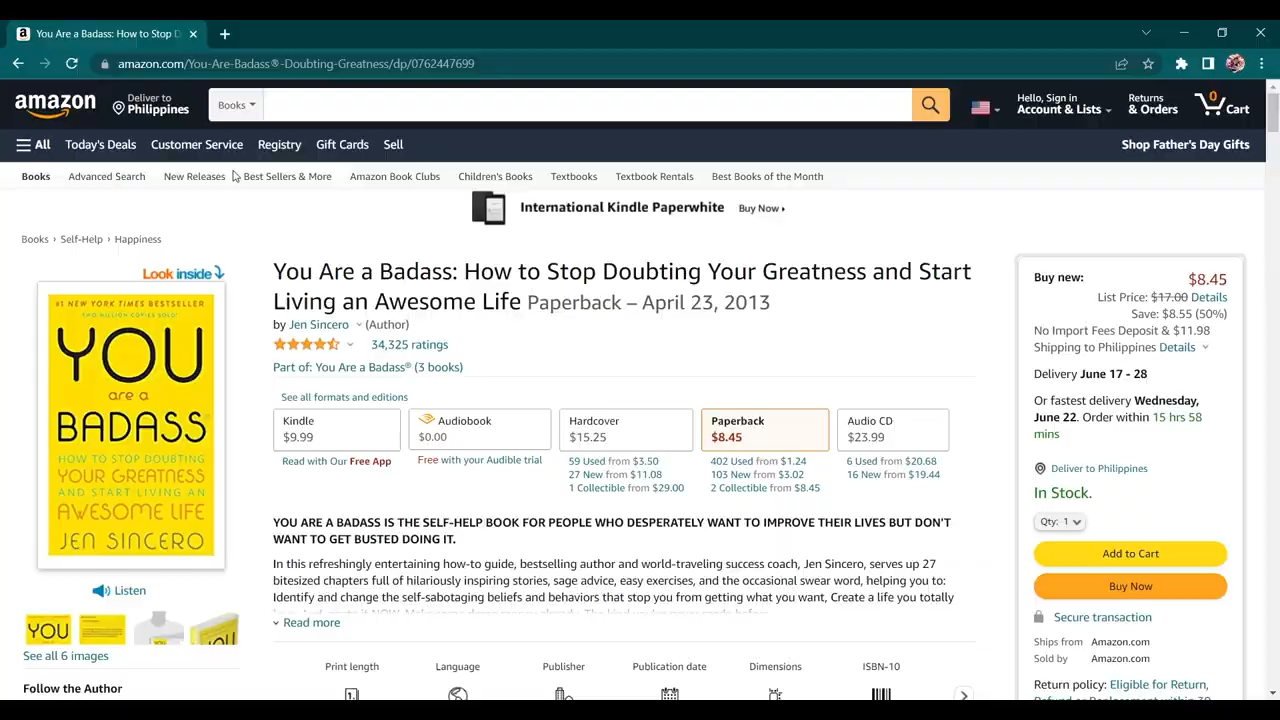 You Are a Badass: How to Stop D
amazon.com/You-Are-Badass®-Doubting-Greatness/dp/0762447699
amazon
Deliver to
Philippines
Books
Hello, Sign in
Account & Lists
Returns
& Orders
0
Cart
All
Today's Deals
Customer Service
Registry
Gift Cards
Sell
Shop Father's Day Gifts
Books
Advanced Search
New Releases
Best Sellers & More
Amazon Book Clubs
Children's Books
Textbooks
Textbook Rentals
Best Books of the Month
International Kindle Paperwhite
Buy Now
Books › Self-Help › Happiness
Look inside
#1 NEW YORK TIMES BESTSELLER
TWO MILLION COPIES SOLD!
YOU
are a
BADASS
HOW TO STOP DOUBTING
YOUR GREATNESS
AND START LIVING AN
AWESOME LIFE
JEN SINCERO
Listen
YOU
See all 6 images
Follow the Author
You Are a Badass: How to Stop Doubting Your Greatness and Start
Living an Awesome Life Paperback – April 23, 2013
by Jen Sincero (Author)
34,325 ratings
Part of: You Are a Badass® (3 books)
See all formats and editions
Kindle
$9.99
Read with Our Free App
Audiobook
$0.00
Free with your Audible trial
Hardcover
$15.25
59 Used from $3.50
27 New from $11.08
1 Collectible from $29.00
Paperback
$8.45
402 Used from $1.24
103 New from $3.02
2 Collectible from $8.45
Audio CD
$23.99
6 Used from $20.68
16 New from $19.44
YOU ARE A BADASS IS THE SELF-HELP BOOK FOR PEOPLE WHO DESPERATELY WANT TO IMPROVE THEIR LIVES BUT DON'T
WANT TO GET BUSTED DOING IT.
In this refreshingly entertaining how-to guide, bestselling author and world-traveling success coach, Jen Sincero, serves up 27
bitesized chapters full of hilariously inspiring stories, sage advice, easy exercises, and the occasional swear word, helping you to:
Identify and change the self-sabotaging beliefs and behaviors that stop you from getting what you want, Create a life you totally
Read more
Print length
Language
Publisher
Publication date
Dimensions
ISBN-10
Buy new:
$8.45
List Price: $17.00 Details
Save: $8.55 (50%)
No Import Fees Deposit & $11.98
Shipping to Philippines Details
Delivery June 17 - 28
Or fastest delivery Wednesday,
June 22. Order within 15 hrs 58
mins
Deliver to Philippines
In Stock.
Qty: 1
Add to Cart
Buy Now
Secure transaction
Ships from Amazon.com
Sold by Amazon.com
Return policy: Eligible for Return,